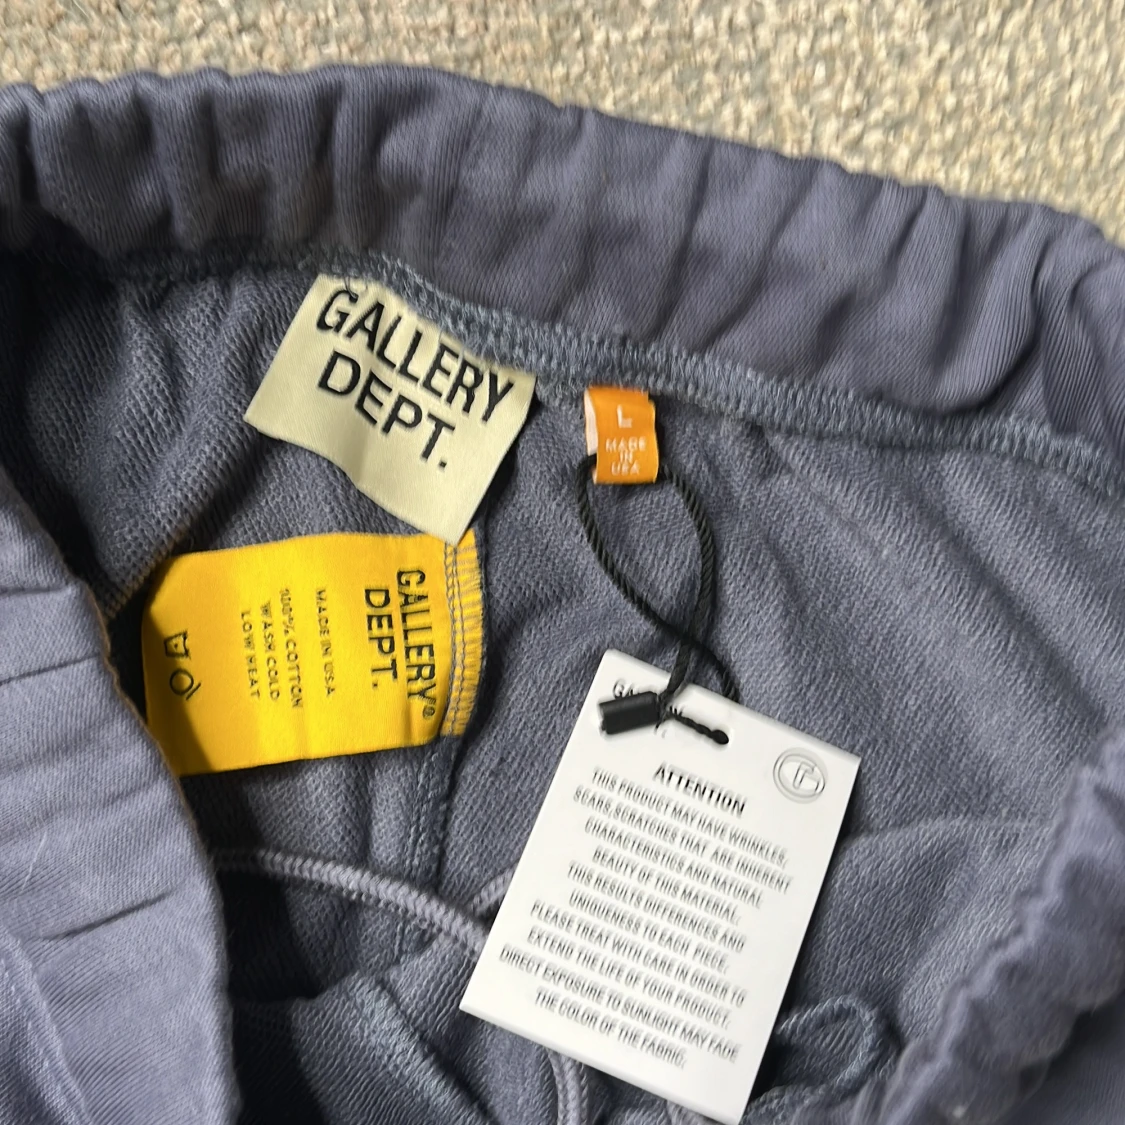 GALLERY
DEPT.
L
MADE
IN
USA
GALLERY®
DEPT.
MADE IN USA
100% COTTON
WASH COLD
LOW HEAT
ATTENTION
THIS PRODUCT MAY HAVE WRINKLES,
SCARS, SCRATCHES THAT ARE INHERENT
CHARACTERISTICS AND NATURAL
BEAUTY OF THIS MATERIAL.
THIS RESULTS DIFFERENCES AND
UNIQUENESS TO EACH PIECE.
PLEASE TREAT WITH CARE IN ORDER TO
EXTEND THE LIFE OF YOUR PRODUCT.
DIRECT EXPOSURE TO SUNLIGHT MAY FADE
THE COLOR OF THE FABRIC.